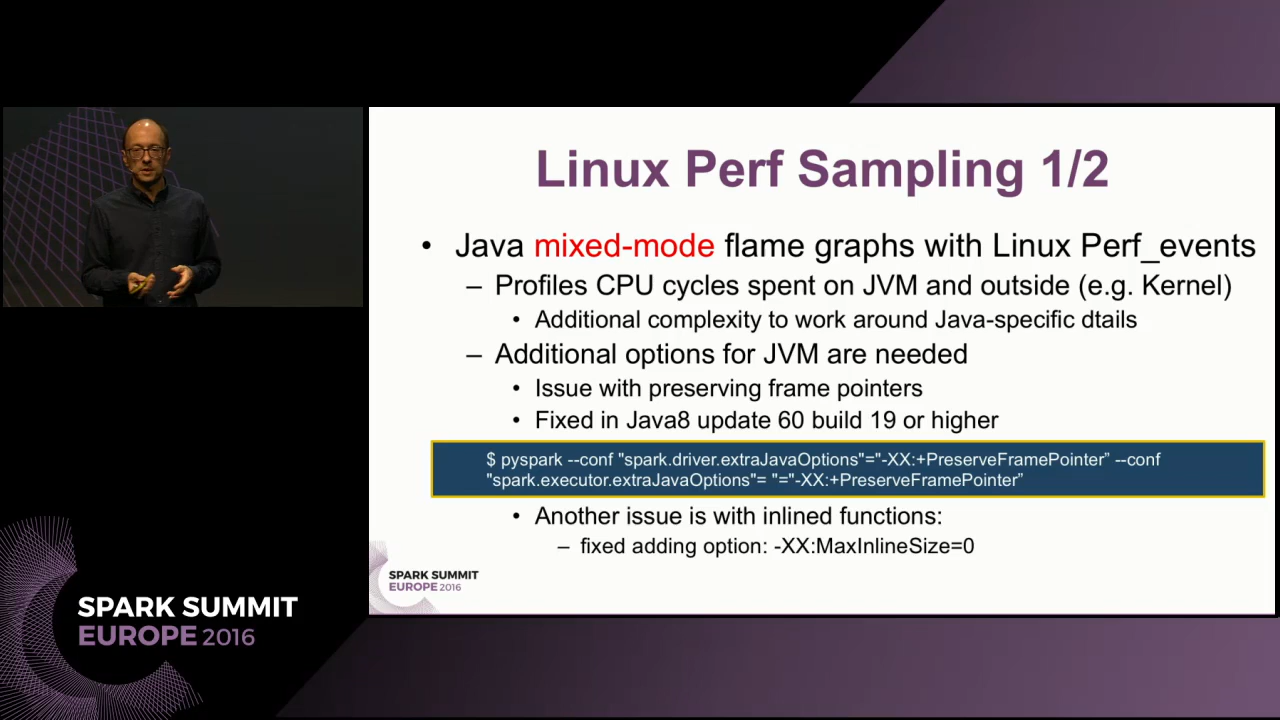 Linux Perf Sampling 1/2
• Java mixed-mode flame graphs with Linux Perf_events
– Profiles CPU cycles spent on JVM and outside (e.g. Kernel)
• Additional complexity to work around Java-specific dtails
– Additional options for JVM are needed
• Issue with preserving frame pointers
• Fixed in Java8 update 60 build 19 or higher
$ pyspark --conf "spark.driver.extraJavaOptions"="-XX:+PreserveFramePointer” --conf
"spark.executor.extraJavaOptions"= "="-XX:+PreserveFramePointer”
• Another issue is with inlined functions:
– fixed adding option: -XX:MaxInlineSize=0
SPARK SUMMIT
EUROPE 2016
SPARK SUMMIT
EUROPE 2016